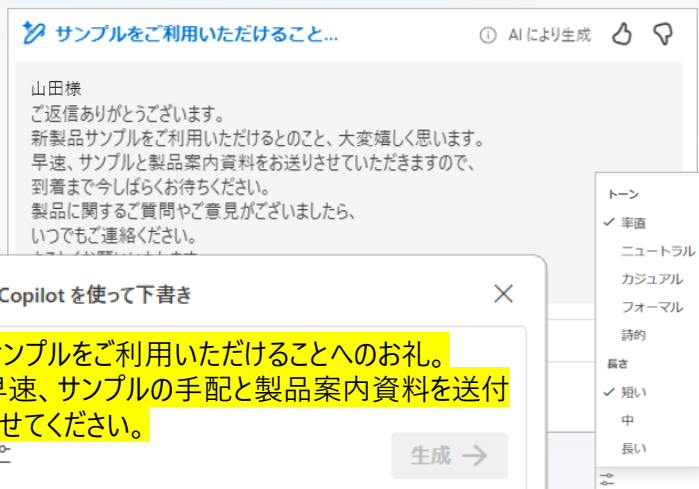 サンプルをご利用いただけること...
AI により生成
山田様
ご返信ありがとうございます。
新製品サンプルをご利用いただけるとのこと、大変嬉しく思います。
早速、サンプルと製品案内資料をお送りさせていただきますので、
到着まで今しばらくお待ちください。
製品に関するご質問やご意見がございましたら、
いつでもご連絡ください。
トーン
率直
ニュートラル
カジュアル
フォーマル
詩的
長さ
短い
中
長い
Copilot を使って下書き
サンプルをご利用いただけることへのお礼。
早速、サンプルの手配と製品案内資料を送付
せてください。
生成